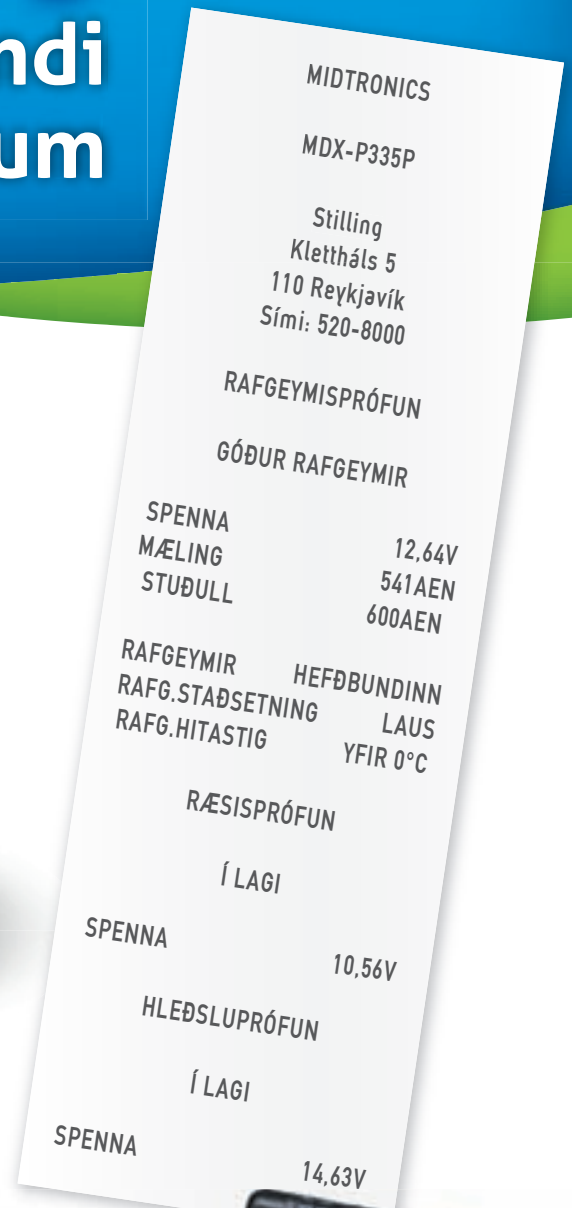 ndi
um
MIDTRONICS
MDX-P335P
Stilling
Klettháls 5
110 Reykjavík
Sími: 520-8000
RAFGEYMISPRÓFUN
GÓÐUR RAFGEYMIR
SPENNA 12,64V
MÆLING 541AEN
STUÐULL 600AEN
RAFGEYMIR HEFÐBUNDINN
RAFG.STAÐSETNING LAUS
RAFG.HITASTIG YFIR 0°C
RÆSISPRÓFUN
Í LAGI
SPENNA 10,56V
HLEÐSLUPRÓFUN
Í LAGI
SPENNA 14,63V